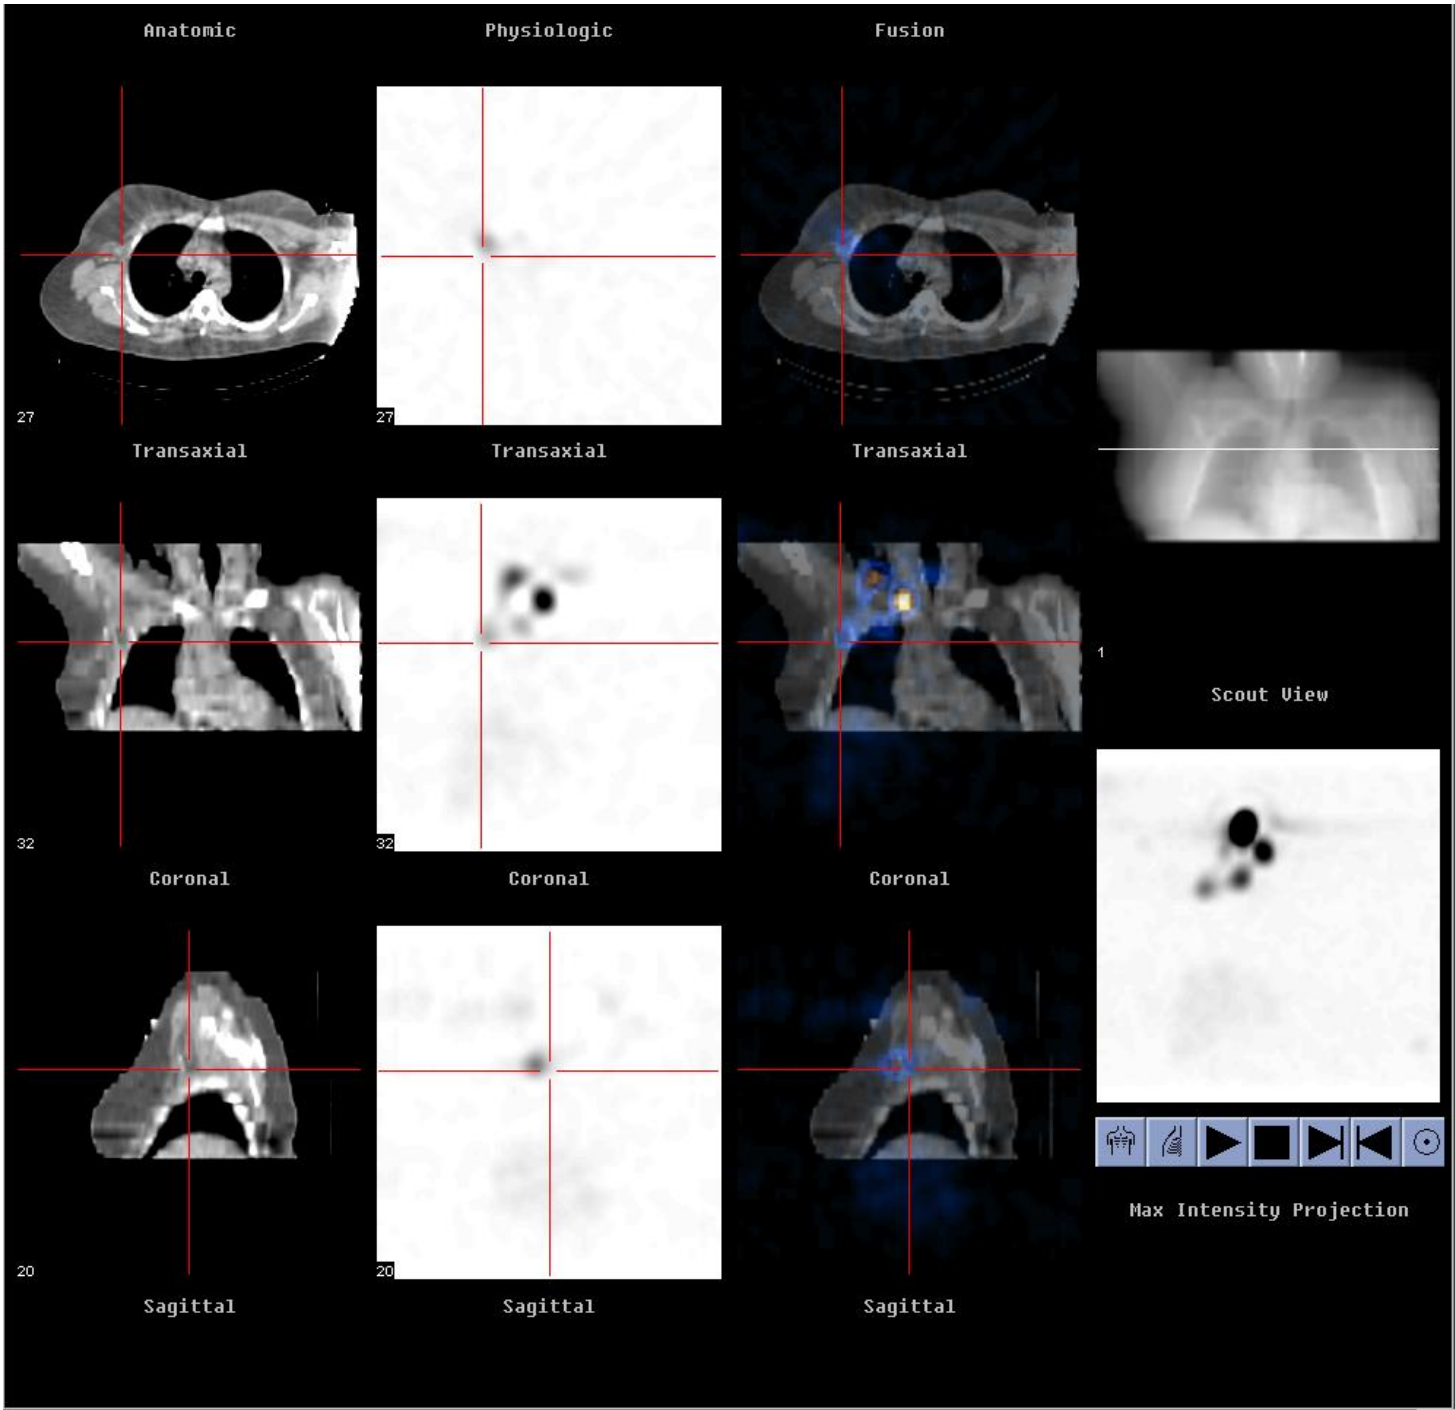 Anatomic Physiologic Fusion
27 27
Transaxial Transaxial Transaxial
1
Scout View
32 32
Coronal Coronal Coronal
Max Intensity Projection
20 20
Sagittal Sagittal Sagittal